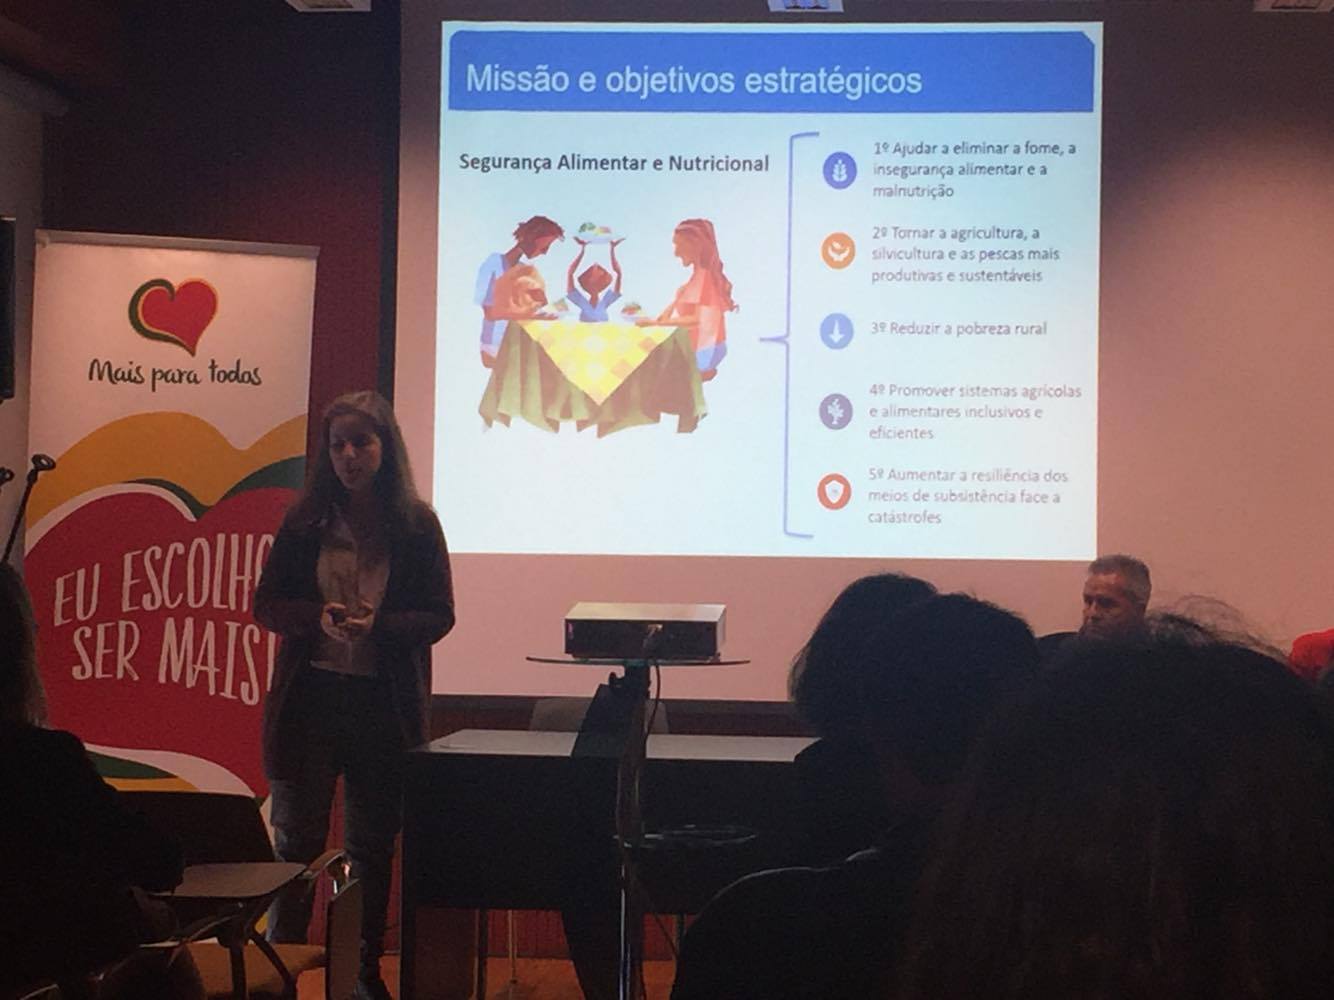 Missão e objetivos estratégicos
Segurança Alimentar e Nutricional
1º Ajudar a eliminar a fome, a
insegurança alimentar e a
malnutrição
2º Tornar a agricultura, a
silvicultura e as pescas mais
produtivas e sustentáveis
3º Reduzir a pobreza rural
4º Promover sistemas agrícolas
e alimentares inclusivos e
eficientes
5º Aumentar a resiliência dos
meios de subsistência face a
catástrofes
Mais para todos
EU ESCOLHO
SER MAIS!